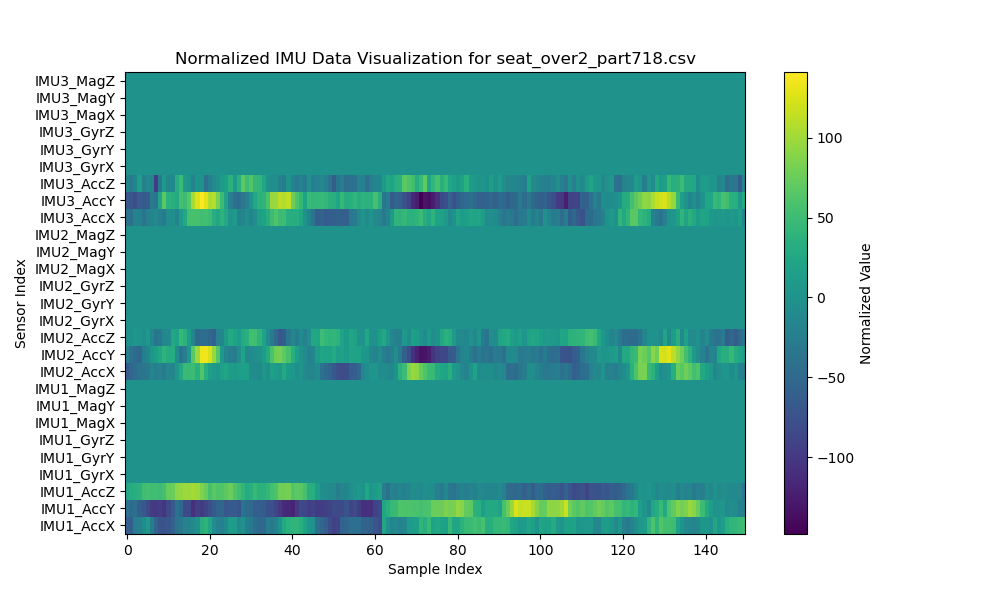 Normalized IMU Data Visualization for seat_over2_part718.csv
IMU3_MagZ
IMU3_MagY
IMU3_MagX
IMU3_GyrZ
IMU3_GyrY
IMU3_GyrX
IMU3_AccZ
IMU3_AccY
IMU3_AccX
IMU2_MagZ
IMU2_MagY
IMU2_MagX
IMU2_GyrZ
IMU2_GyrY
IMU2_GyrX
IMU2_AccZ
IMU2_AccY
IMU2_AccX
IMU1_MagZ
IMU1_MagY
IMU1_MagX
IMU1_GyrZ
IMU1_GyrY
IMU1_GyrX
IMU1_AccZ
IMU1_AccY
IMU1_AccX
Sensor Index
0 20 40 60 80 100 120 140
Sample Index
100
50
0
−50
−100
Normalized Value